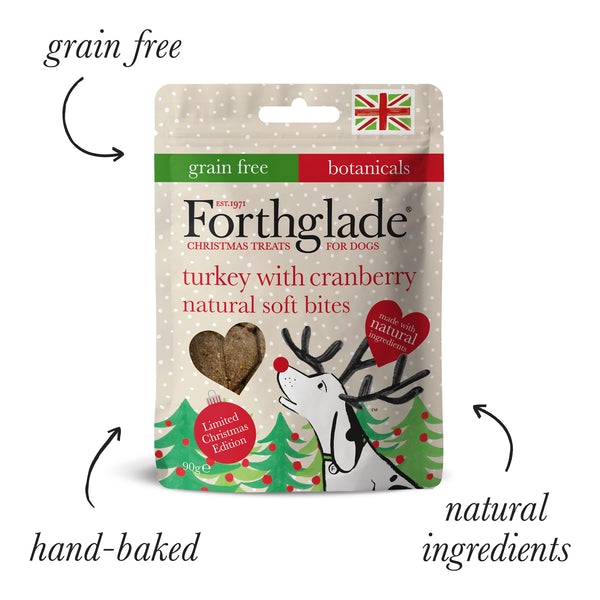 grain free
grain free
botanicals
EST.1971
Forthglade®
CHRISTMAS TREATS FOR DOGS
turkey with cranberry
natural soft bites
made with
natural
ingredients
Limited
Christmas
Edition
TM
90g℮
hand-baked
natural
ingredients